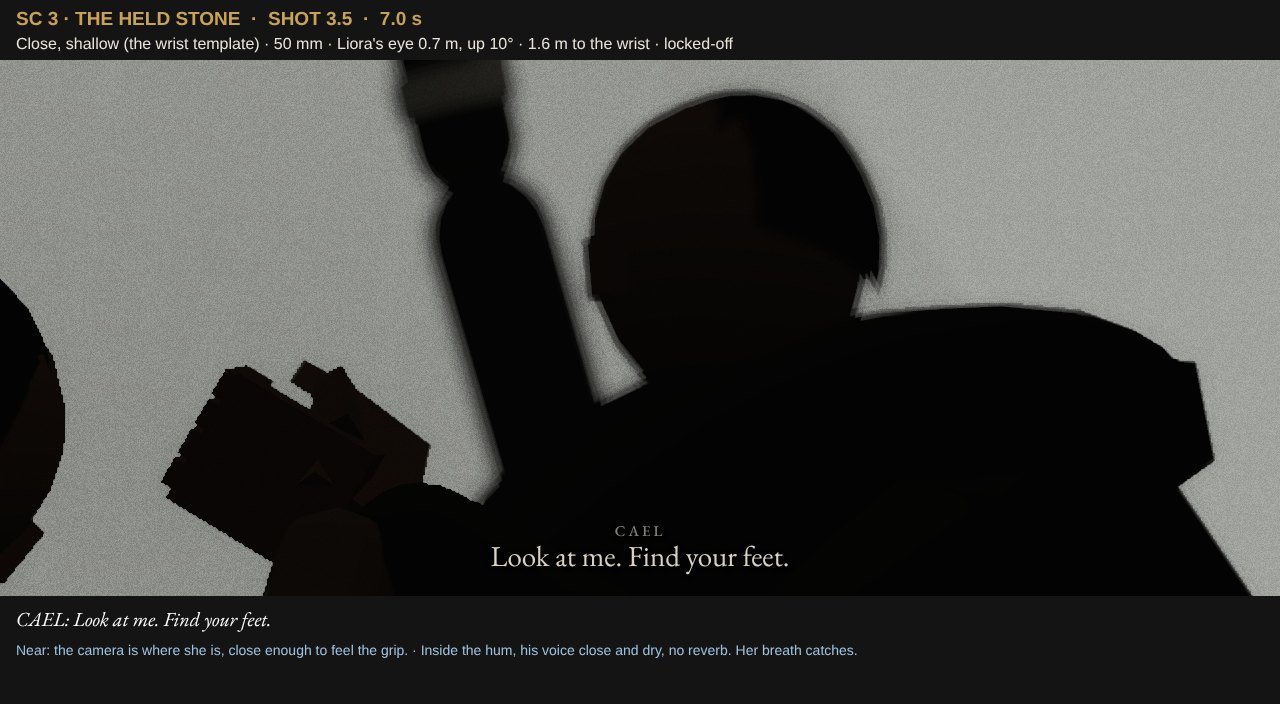 SC 3 · THE HELD STONE · SHOT 3.5 · 7.0 s
Close, shallow (the wrist template) · 50 mm · Liora's eye 0.7 m, up 10° · 1.6 m to the wrist · locked-off
CAEL
Look at me. Find your feet.
CAEL: Look at me. Find your feet.
Near: the camera is where she is, close enough to feel the grip. · Inside the hum, his voice close and dry, no reverb. Her breath catches.